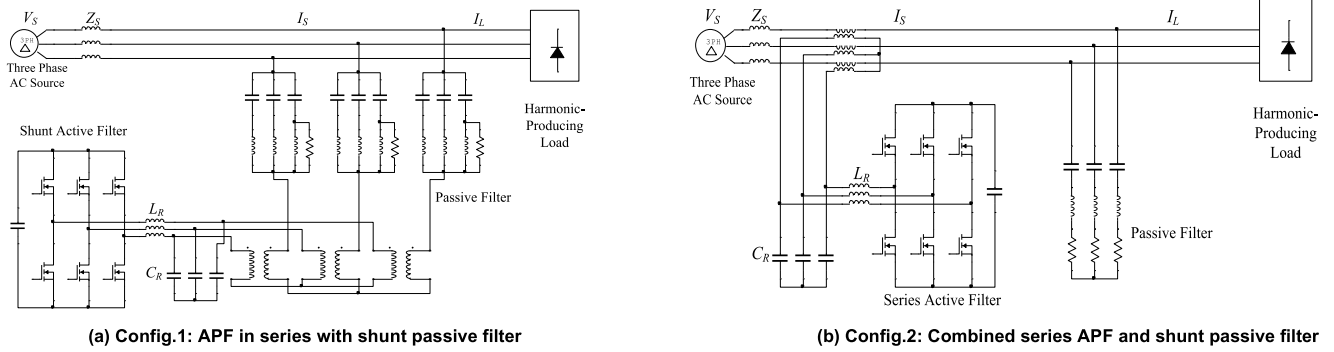 V_S
Z_S
I_S
I_L
3PH
Three Phase
AC Source
Harmonic-
Producing
Load
Shunt Active Filter
Passive Filter
L_R
C_R
(a) Config.1: APF in series with shunt passive filter
V_S
Z_S
I_S
I_L
3PH
Three Phase
AC Source
Harmonic-
Producing
Load
L_R
Passive Filter
C_R
Series Active Filter
(b) Config.2: Combined series APF and shunt passive filter